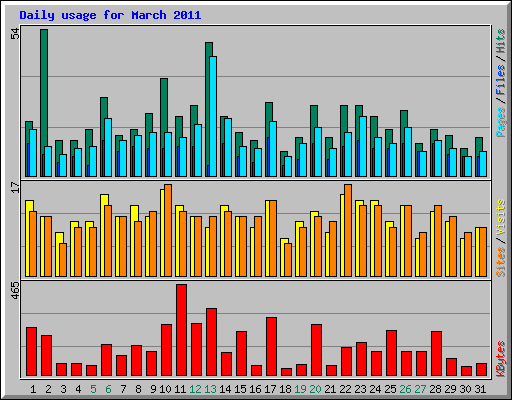 Daily usage for March 2011
54
Pages / Files / Hits
17
Sites / Visits
465
KBytes
1 2 3 4 5 6 7 8 9 10 11 12 13 14 15 16 17 18 19 20 21 22 23 24 25 26 27 28 29 30 31